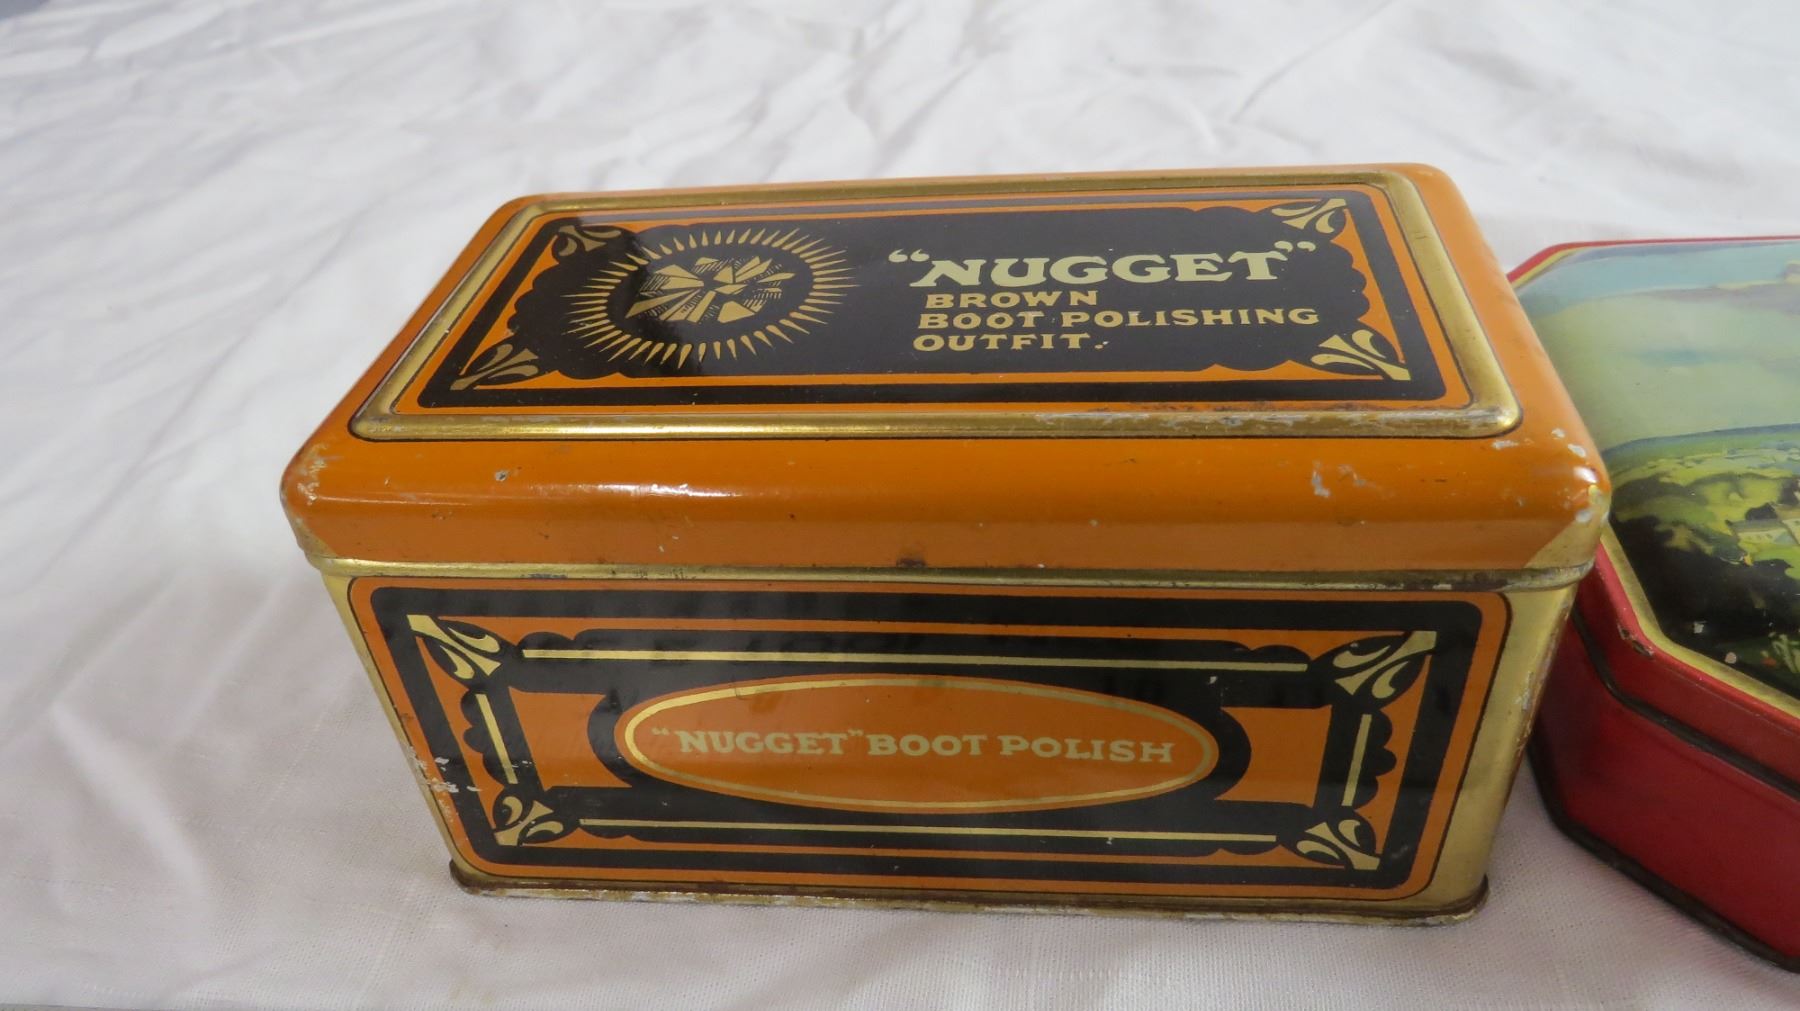 "NUGGET"
BROWN
BOOT POLISHING
OUTFIT.
"NUGGET" BOOT POLISH